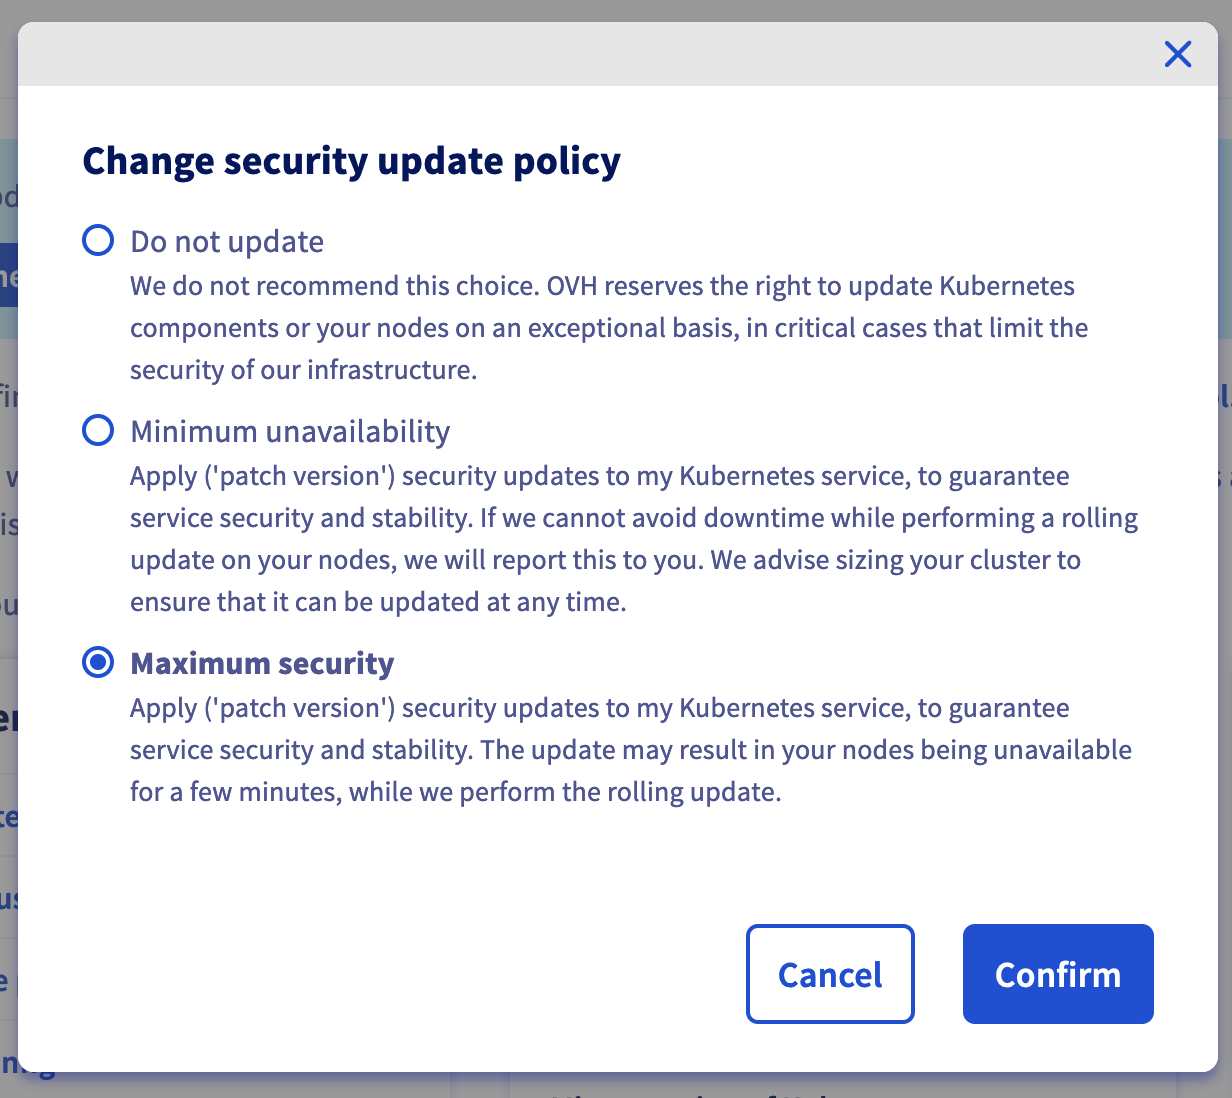 Change security update policy
Do not update
We do not recommend this choice. OVH reserves the right to update Kubernetes
components or your nodes on an exceptional basis, in critical cases that limit the
security of our infrastructure.
Minimum unavailability
Apply ('patch version') security updates to my Kubernetes service, to guarantee
service security and stability. If we cannot avoid downtime while performing a rolling
update on your nodes, we will report this to you. We advise sizing your cluster to
ensure that it can be updated at any time.
Maximum security
Apply ('patch version') security updates to my Kubernetes service, to guarantee
service security and stability. The update may result in your nodes being unavailable
for a few minutes, while we perform the rolling update.
Cancel
Confirm